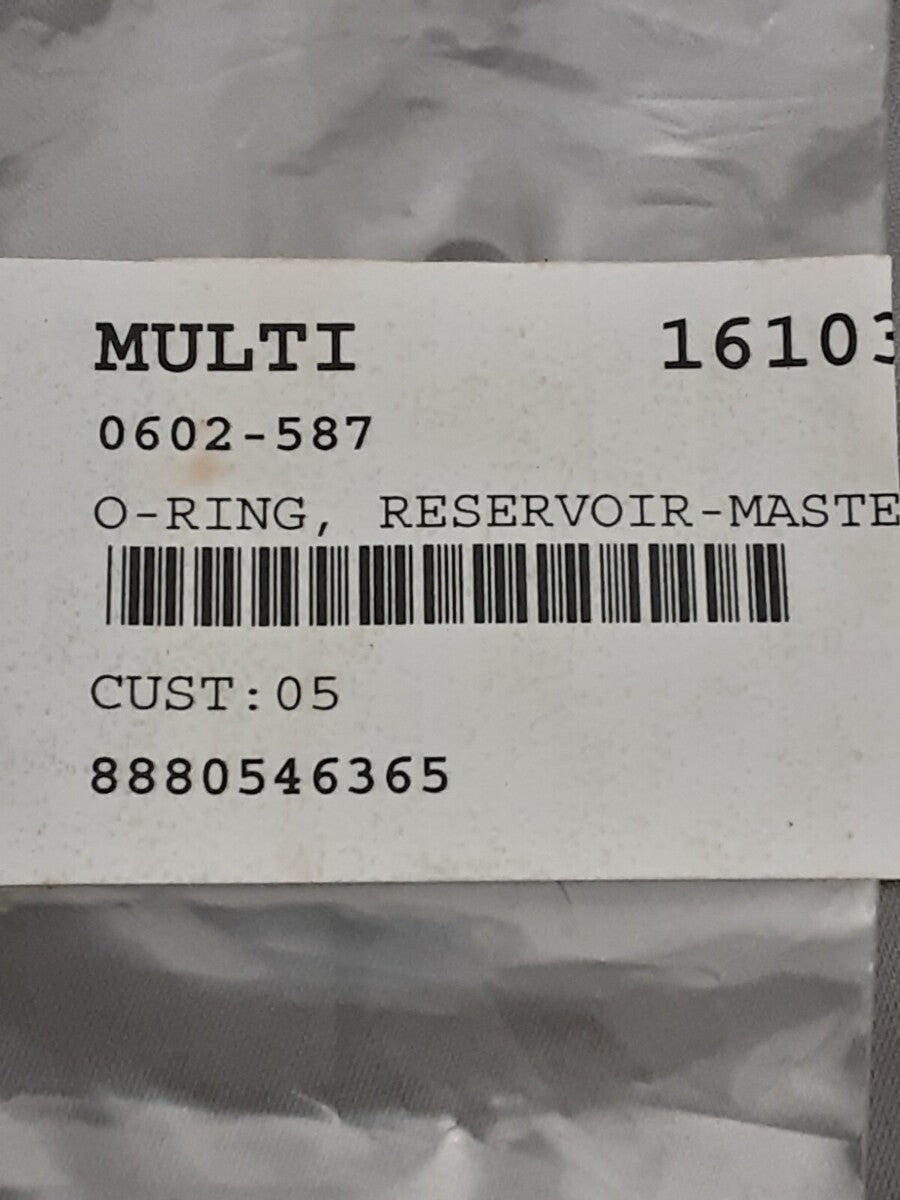 MULTI 16103
0602-587
O-RING, RESERVOIR-MASTE
CUST:05
8880546365